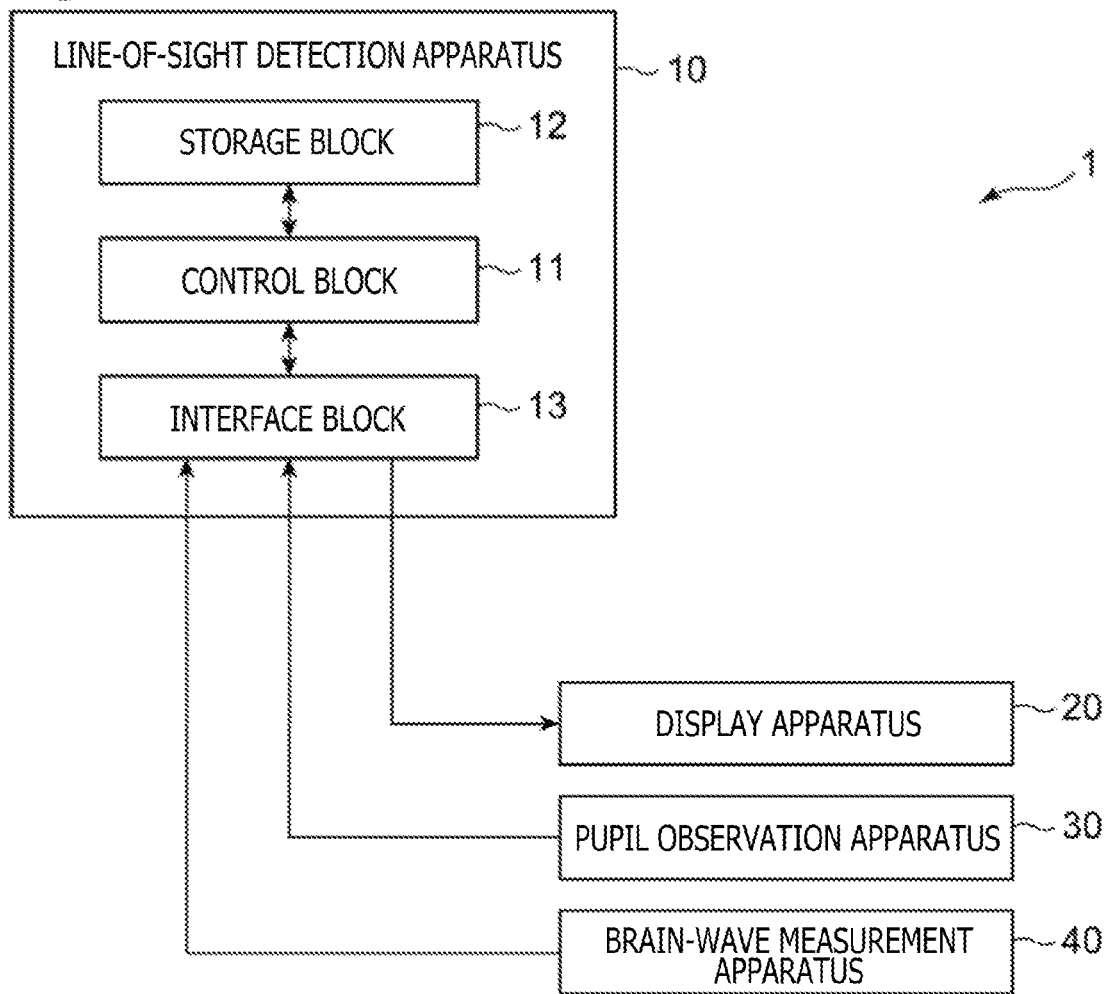 LINE-OF-SIGHT DETECTION APPARATUS
10
STORAGE BLOCK
12
1
CONTROL BLOCK
11
INTERFACE BLOCK
13
DISPLAY APPARATUS
20
PUPIL OBSERVATION APPARATUS
30
BRAIN-WAVE MEASUREMENT
APPARATUS
40